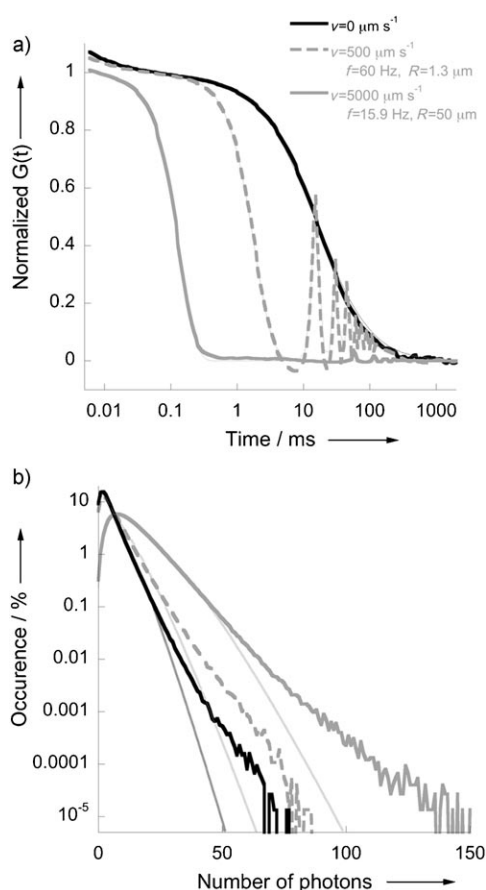 a)
v=0 μm s⁻¹
v=500 μm s⁻¹
f=60 Hz, R=1.3 μm
v=5000 μm s⁻¹
f=15.9 Hz, R=50 μm
Normalized G(t)
1
0.8
0.6
0.4
0.2
0
0.01 0.1 1 10 100 1000
Time / ms
b)
Occurence / %
10
1
0.1
0.01
0.001
0.0001
10⁻⁵
0 50 100 150
Number of photons